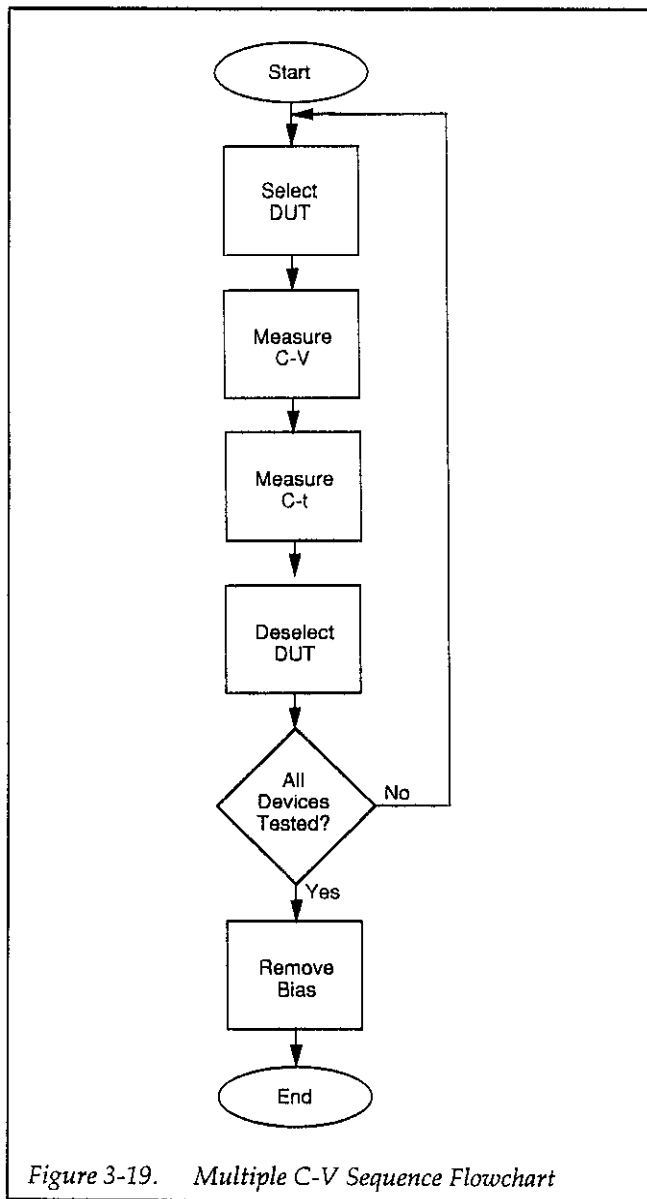 Start
Select
DUT
Measure
C-V
Measure
C-t
Deselect
DUT
All
Devices
Tested?
No
Yes
Remove
Bias
End
Figure 3-19. Multiple C-V Sequence Flowchart